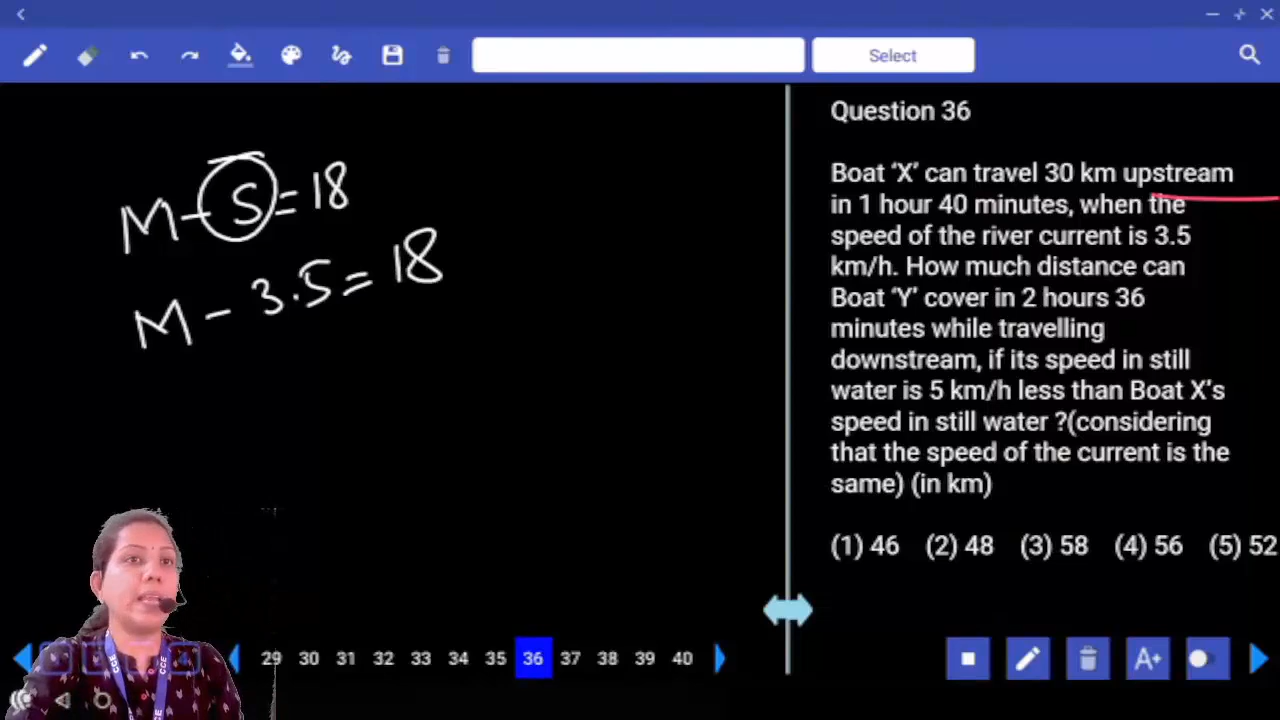 Select
M - S = 18
M - 3.5 = 18
Question 36
Boat ‘X’ can travel 30 km upstream
in 1 hour 40 minutes, when the
speed of the river current is 3.5
km/h. How much distance can
Boat ‘Y’ cover in 2 hours 36
minutes while travelling
downstream, if its speed in still
water is 5 km/h less than Boat X’s
speed in still water ?(considering
that the speed of the current is the
same) (in km)
(1) 46 (2) 48 (3) 58 (4) 56 (5) 52
29 30 31 32 33 34 35 36 37 38 39 40
A+
CCE
CCE